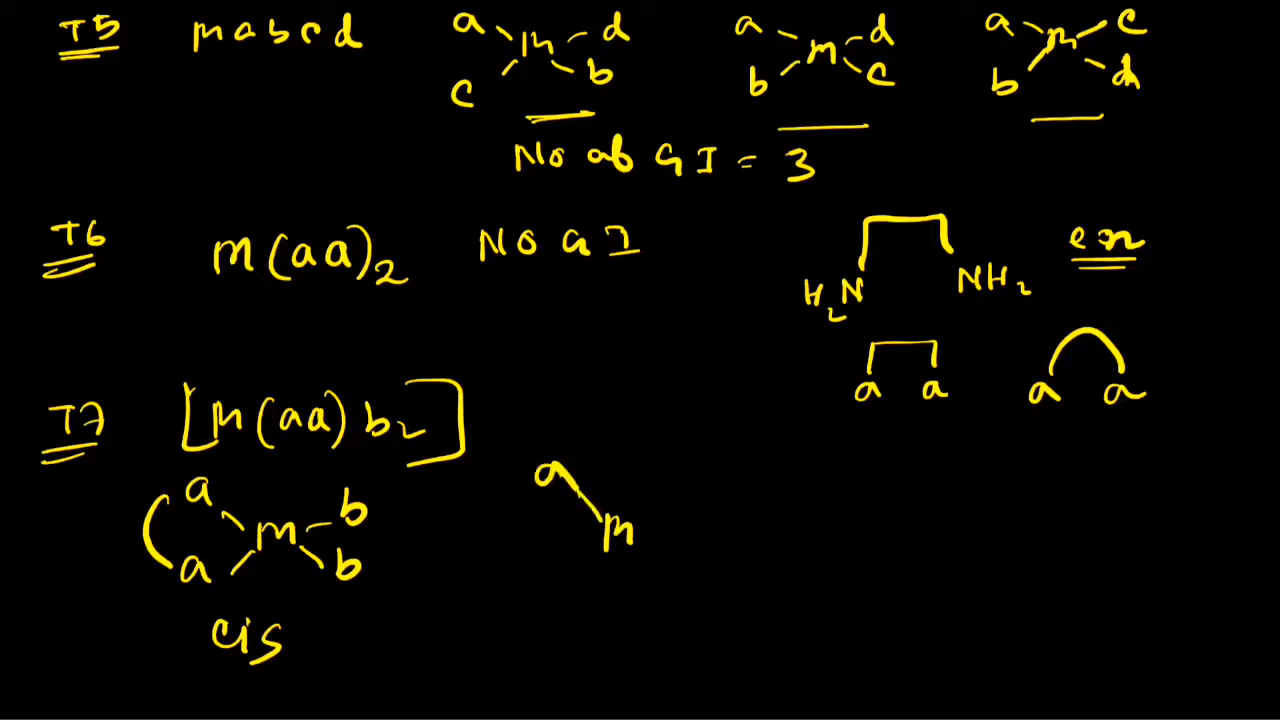 T5 mabcd
a m d c b
a m d b c
a m c b d
No of GI = 3
T6 m(aa)2 No GI
H2N NH2 en
a a a a
T7 [m(aa)b2]
a m b a b
a m
cis